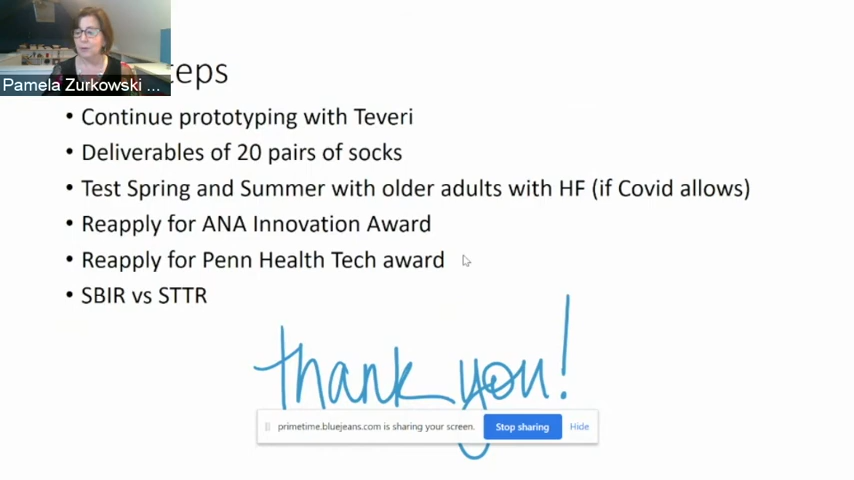 Pamela Zurkowski ...
teps
• Continue prototyping with Teveri
• Deliverables of 20 pairs of socks
• Test Spring and Summer with older adults with HF (if Covid allows)
• Reapply for ANA Innovation Award
• Reapply for Penn Health Tech award
• SBIR vs STTR
thank you!
primetime.bluejeans.com is sharing your screen. Stop sharing Hide